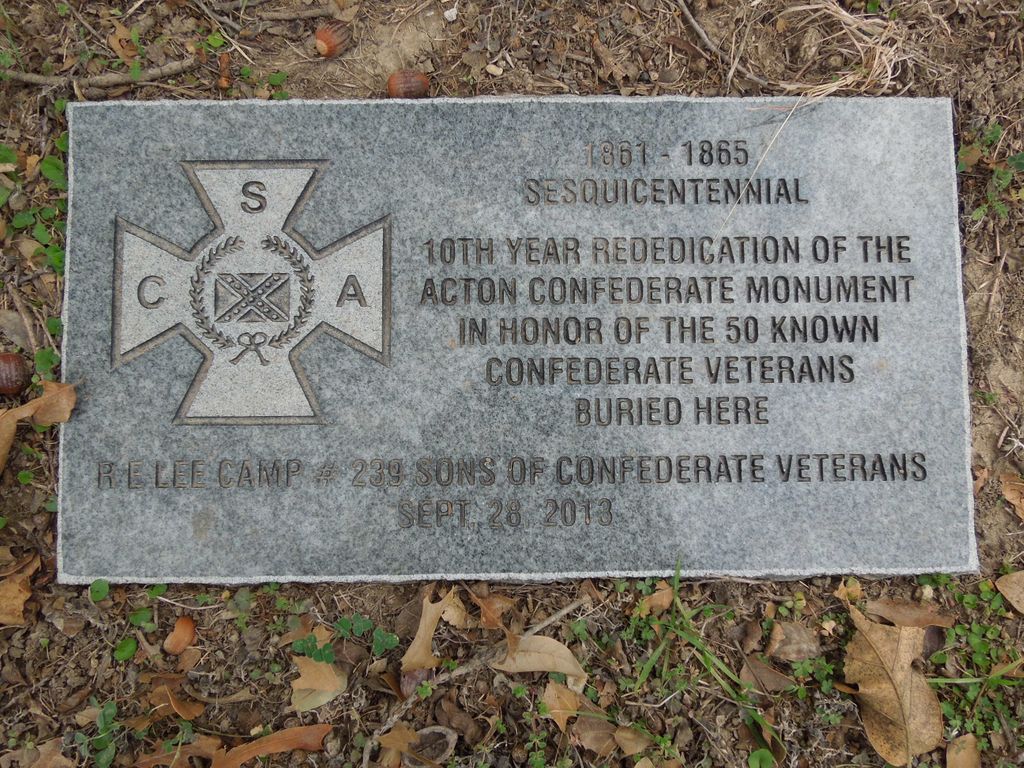 S
C A
1861 - 1865
SESQUICENTENNIAL
10TH YEAR REDEDICATION OF THE
ACTON CONFEDERATE MONUMENT
IN HONOR OF THE 50 KNOWN
CONFEDERATE VETERANS
BURIED HERE
R E LEE CAMP # 239 SONS OF CONFEDERATE VETERANS
SEPT. 28, 2013